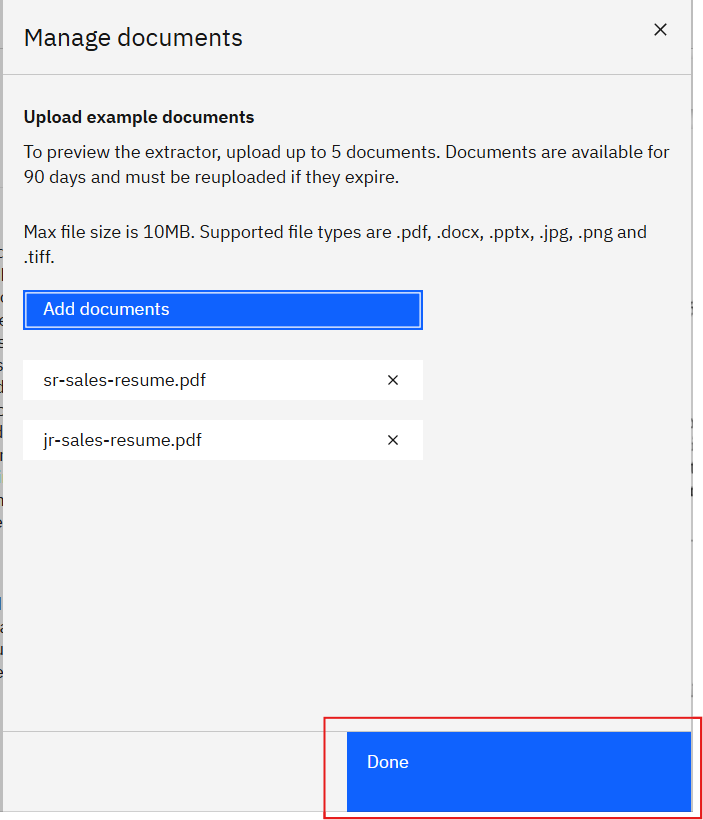 Manage documents
Upload example documents
To preview the extractor, upload up to 5 documents. Documents are available for
90 days and must be reuploaded if they expire.
Max file size is 10MB. Supported file types are .pdf, .docx, .pptx, .jpg, .png and
.tiff.
Add documents
sr-sales-resume.pdf
jr-sales-resume.pdf
Done